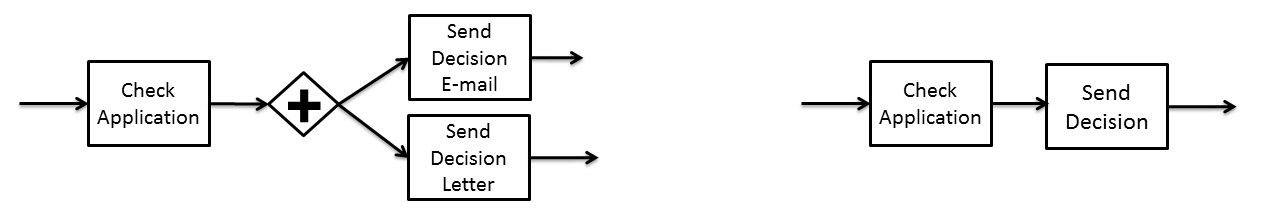 Check
Application
Send
Decision
E-mail
Send
Decision
Letter
Check
Application
Send
Decision